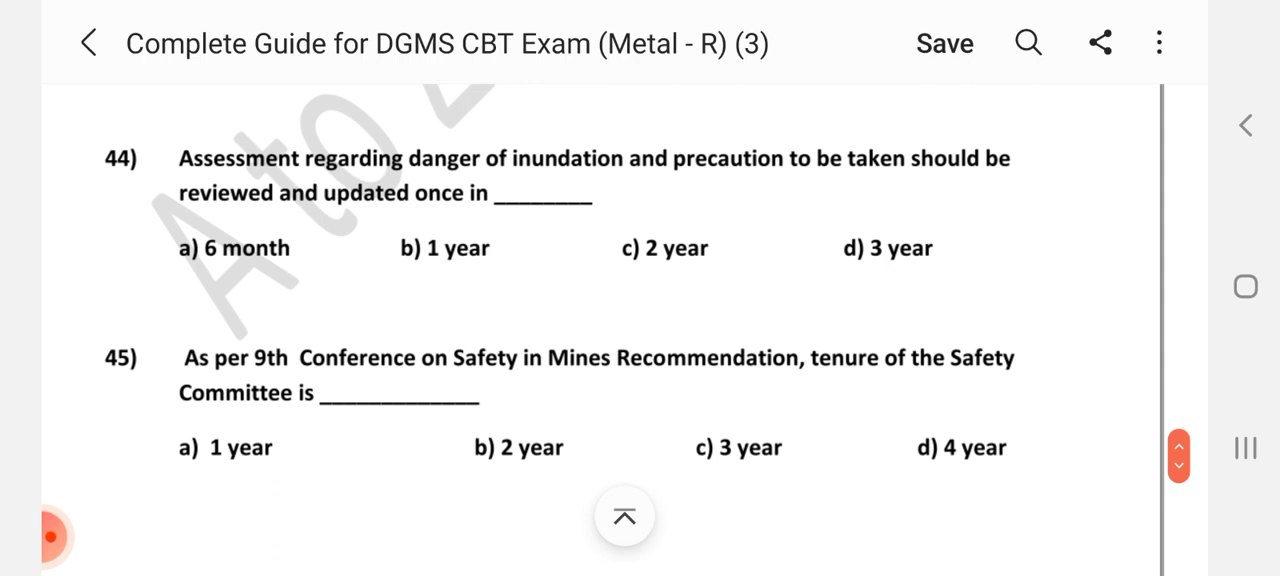 Complete Guide for DGMS CBT Exam (Metal - R) (3) Save
A to Z
44) Assessment regarding danger of inundation and precaution to be taken should be
reviewed and updated once in ________
a) 6 month b) 1 year c) 2 year d) 3 year
45) As per 9th Conference on Safety in Mines Recommendation, tenure of the Safety
Committee is _____________
a) 1 year b) 2 year c) 3 year d) 4 year